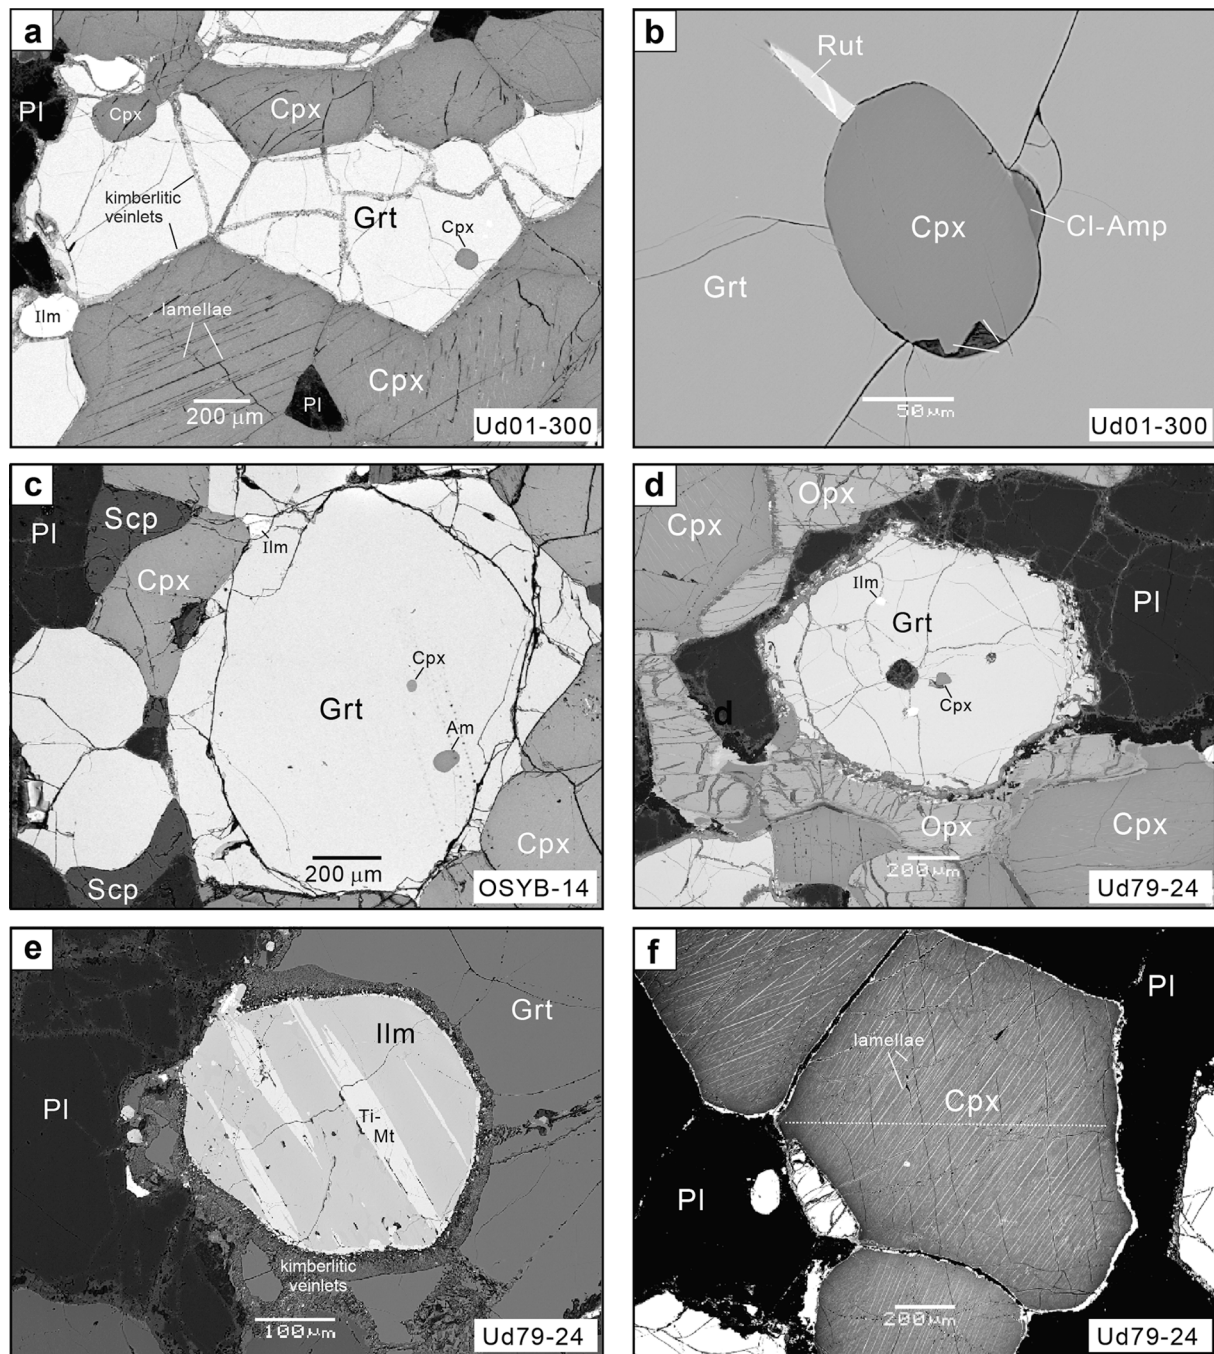 a
Pl
Cpx
Cpx
kimberlitic
veinlets
Grt
Cpx
Ilm
lamellae
Cpx
Pl
200 µm
Ud01-300
b
Rut
Cpx
Cl-Amp
Grt
50µm
Ud01-300
c
Pl
Scp
Ilm
Cpx
Cpx
Grt
Am
Cpx
Scp
200 µm
OSYB-14
d
Opx
Cpx
Ilm
Grt
Pl
Cpx
d
Opx
Cpx
200µm
Ud79-24
e
Grt
Ilm
Pl
Ti-
Mt
kimberlitic
veinlets
100µm
Ud79-24
f
Pl
lamellae
Cpx
Pl
200µm
Ud79-24